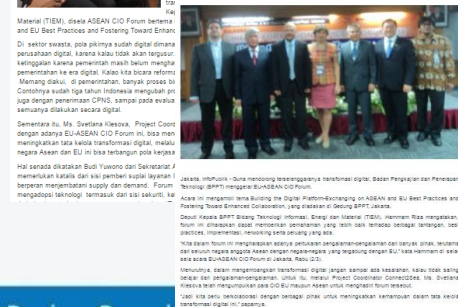 Material (TIEM), disela ASEAN CIO Forum bertema
and EU Best Practices and Fostering Toward Enhanc
Di sektor swasta, pola pikirnya sudah digital dimana
perusahaan digital, karena kalau tidak akan tergusur.
ketinggalan karena pemerintah masih belum mengha
pemerintahan ke era digital. Kalau kita bicara reform
Memang diakui, di pemerintahan, banyak proses bi
Contohnya sudah tiga tahun Indonesia mengubah pr
juga dengan penerimaan CPNS, sampai pada evalua
semuanya dilakukan secara digital.
Sementara itu, Ms. Svetlana Klesova, Project Coord
dengan adanya EU-ASEAN CIO Forum ini, bisa men
meningkatkan tata kelola transformasi digital, melalu
negara Asean dan EU ini bisa terbangun pola kerjasa
Hal senada dikatakan Budi Yuwono dari Sekretariat A
memerlukan katalis dari sisi pemberi suplai layanan I
berperan menjembatani supply dan demand. Forum
mengadopsi teknologi termasuk dari sisi sekuriti, ke
Jakarta, InfoPublik - Guna mendorong terselenggaranya transformasi digital, Badan Pengkajian dan Penerapan
Teknologi (BPPT) menggelar EU-ASEAN CIO Forum.
Acara ini mengambil tema Building the Digital Platform-Exchanging on ASEAN and EU Best Practices and
Fostering Toward Enhanced Collaboration, yang diadakan di Gedung BPPT, Jakarta.
Deputi Kepala BPPT Bidang Teknologi Informasi, Energi dan Material (TIEM), Hammam Riza mengatakan,
forum ini diharapkan dapat memberikan pemahaman yang lebih baik terhadap berbagai tantangan, best
practices, implementasi, networking serta peluang yang ada.
"Kita dalam forum ini mengharapkan adanya pertukaran pengalaman-pengalaman dari banyak pihak, terutama
dari seluruh negara anggota Asean dengan negara-negara yang tergabung dengan EU," kata Hammam di sela-
sela acara EU-ASEAN CIO Forum di Jakarta, Rabu (2/3).
Menurutnya, dalam mengembangkan transformasi digital jangan sampai ada kesalahan, kalau tidak saling
belajar dari pengalaman-pengalaman. Untuk itu, melalui Project Coordinator Connect2Sea, Ms. Svetlana
Klesova telah mengumpulkan para CIO EU maupun Asean untuk menghadiri forum tersebut.
"Jadi kita perlu berkolaborasi dengan berbagai pihak untuk meningkatkan kemampuan dalam tata kelola
transformasi digital ini," paparnya.